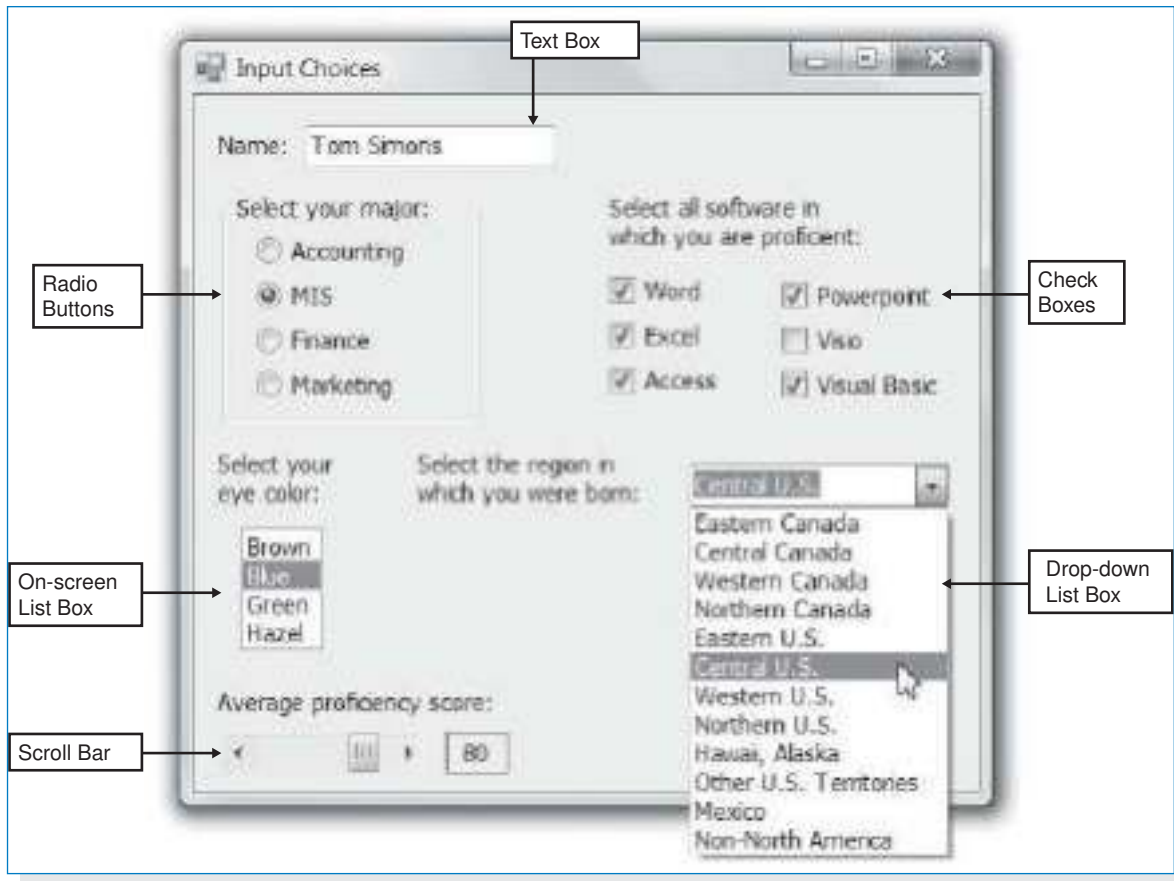 Text Box
Input Choices
Name: Tom Simons
Select your major:
Accounting
MIS
Finance
Marketing
Radio
Buttons
Select all software in
which you are proficent:
Word
Excel
Access
Powerpoint
Visio
Visual Basic
Check
Boxes
Select your
eye color:
Brown
Blue
Green
Hazel
On-screen
List Box
Select the region in
which you were born:
Central U.S.
Eastern Canada
Central Canada
Western Canada
Northern Canada
Eastern U.S.
Central U.S.
Western U.S.
Northern U.S.
Hawaii, Alaska
Other U.S. Territories
Mexico
Non-North America
Drop-down
List Box
Average proficiency score:
80
Scroll Bar